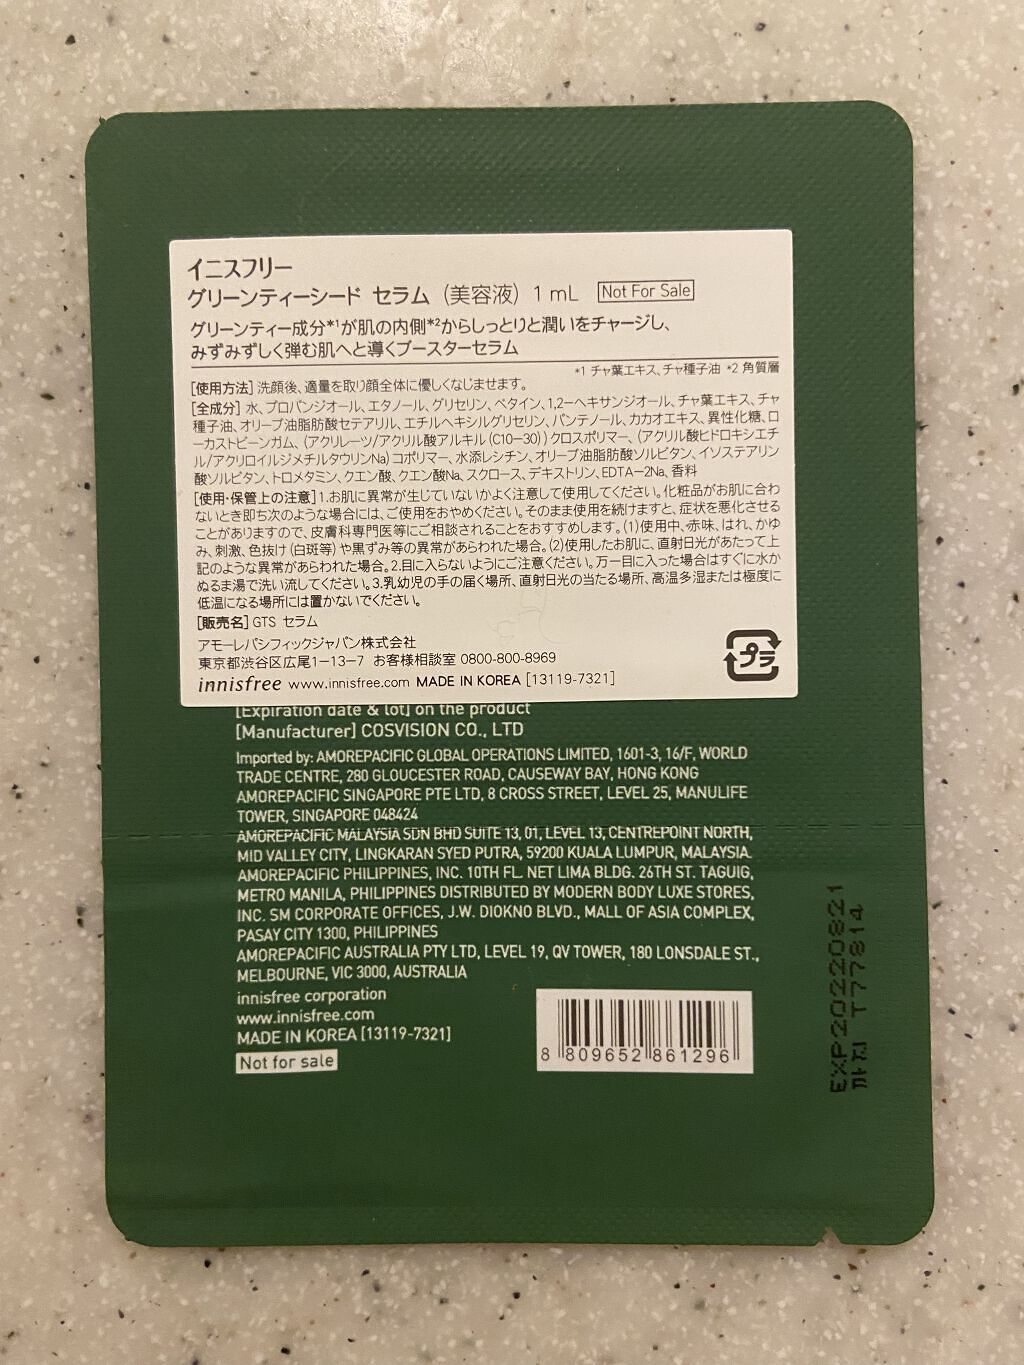 イニスフリー
グリーンティーシード セラム (美容液) 1 mL Not For Sale
グリーンティー成分*1が肌の内側*2からしっとりと潤いをチャージし、
みずみずしく弾む肌へと導くブースターセラム
*1 チャ葉エキス、チャ種子油 *2 角質層
[使用方法] 洗顔後、適量を取り顔全体に優しくなじませます。
[全成分] 水、プロパンジオール、エタノール、グリセリン、ベタイン、1,2-ヘキサンジオール、チャ葉エキス、チャ
種子油、オリーブ油脂肪酸セテアリル、エチルヘキシルグリセリン、パンテノール、カカオエキス、異性化糖、ロ
ーカストビーンガム、(アクリレーツ/アクリル酸アルキル(C10-30))クロスポリマー、(アクリル酸ヒドロキシエチ
ル/アクリロイルジメチルタウリンNa)コポリマー、水添レシチン、オリーブ油脂肪酸ソルビタン、イソステアリン
酸ソルビタン、トロメタミン、クエン酸、クエン酸Na、スクロース、デキストリン、EDTA-2Na、香料
[使用・保管上の注意]1.お肌に異常が生じていないかよく注意して使用してください。化粧品がお肌に合わ
ないとき即ち次のような場合には、ご使用をおやめください。そのまま使用を続けますと、症状を悪化させる
ことがありますので、皮膚科専門医等にご相談されることをおすすめします。(1)使用中、赤味、はれ、かゆ
み、刺激、色抜け(白斑等)や黒ずみ等の異常があらわれた場合。(2)使用したお肌に、直射日光があたって上
記のような異常があらわれた場合。2.目に入らないようにご注意ください。万一目に入った場合はすぐに水か
ぬるま湯で洗い流してください。3.乳幼児の手の届く場所、直射日光の当たる場所、高温多湿または極度に
低温になる場所には置かないでください。
[販売名] GTS セラム
アモーレパシフィックジャパン株式会社
東京都渋谷区広尾1-13-7 お客様相談室 0800-800-8969
innisfree www.innisfree.com MADE IN KOREA [13119-7321]
プラ
[Expiration date & lot] on the product
[Manufacturer] COSVISION CO., LTD
Imported by: AMOREPACIFIC GLOBAL OPERATIONS LIMITED, 1601-3, 16/F, WORLD
TRADE CENTRE, 280 GLOUCESTER ROAD, CAUSEWAY BAY, HONG KONG
AMOREPACIFIC SINGAPORE PTE LTD, 8 CROSS STREET, LEVEL 25, MANULIFE
TOWER, SINGAPORE 048424
AMOREPACIFIC MALAYSIA SDN BHD SUITE 13, 01, LEVEL 13, CENTREPOINT NORTH,
MID VALLEY CITY, LINGKARAN SYED PUTRA, 59200 KUALA LUMPUR, MALAYSIA.
AMOREPACIFIC PHILIPPINES, INC. 10TH FL. NET LIMA BLDG. 26TH ST. TAGUIG,
METRO MANILA, PHILIPPINES DISTRIBUTED BY MODERN BODY LUXE STORES,
INC. SM CORPORATE OFFICES, J.W. DIOKNO BLVD., MALL OF ASIA COMPLEX,
PASAY CITY 1300, PHILIPPINES
AMOREPACIFIC AUSTRALIA PTY LTD, LEVEL 19, QV TOWER, 180 LONSDALE ST.,
MELBOURNE, VIC 3000, AUSTRALIA
innisfree corporation
www.innisfree.com
MADE IN KOREA [13119-7321]
Not for sale
8 809652 861296
EXP20220821
까지 T77814